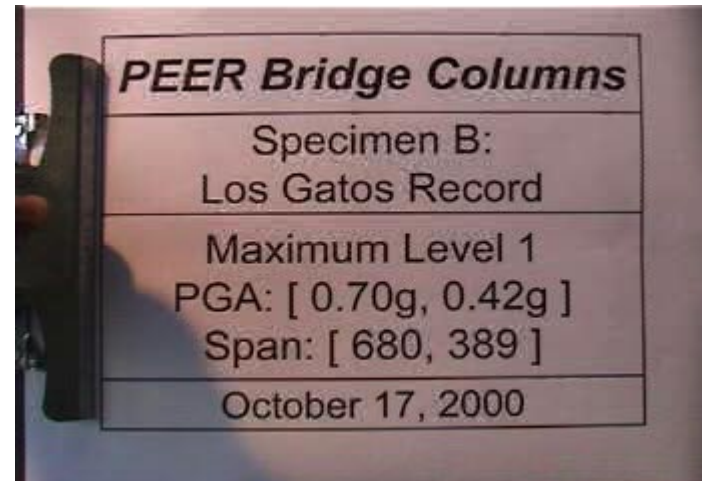 PEER Bridge Columns
Specimen B:
Los Gatos Record
Maximum Level 1
PGA: [ 0.70g, 0.42g ]
Span: [ 680, 389 ]
October 17, 2000